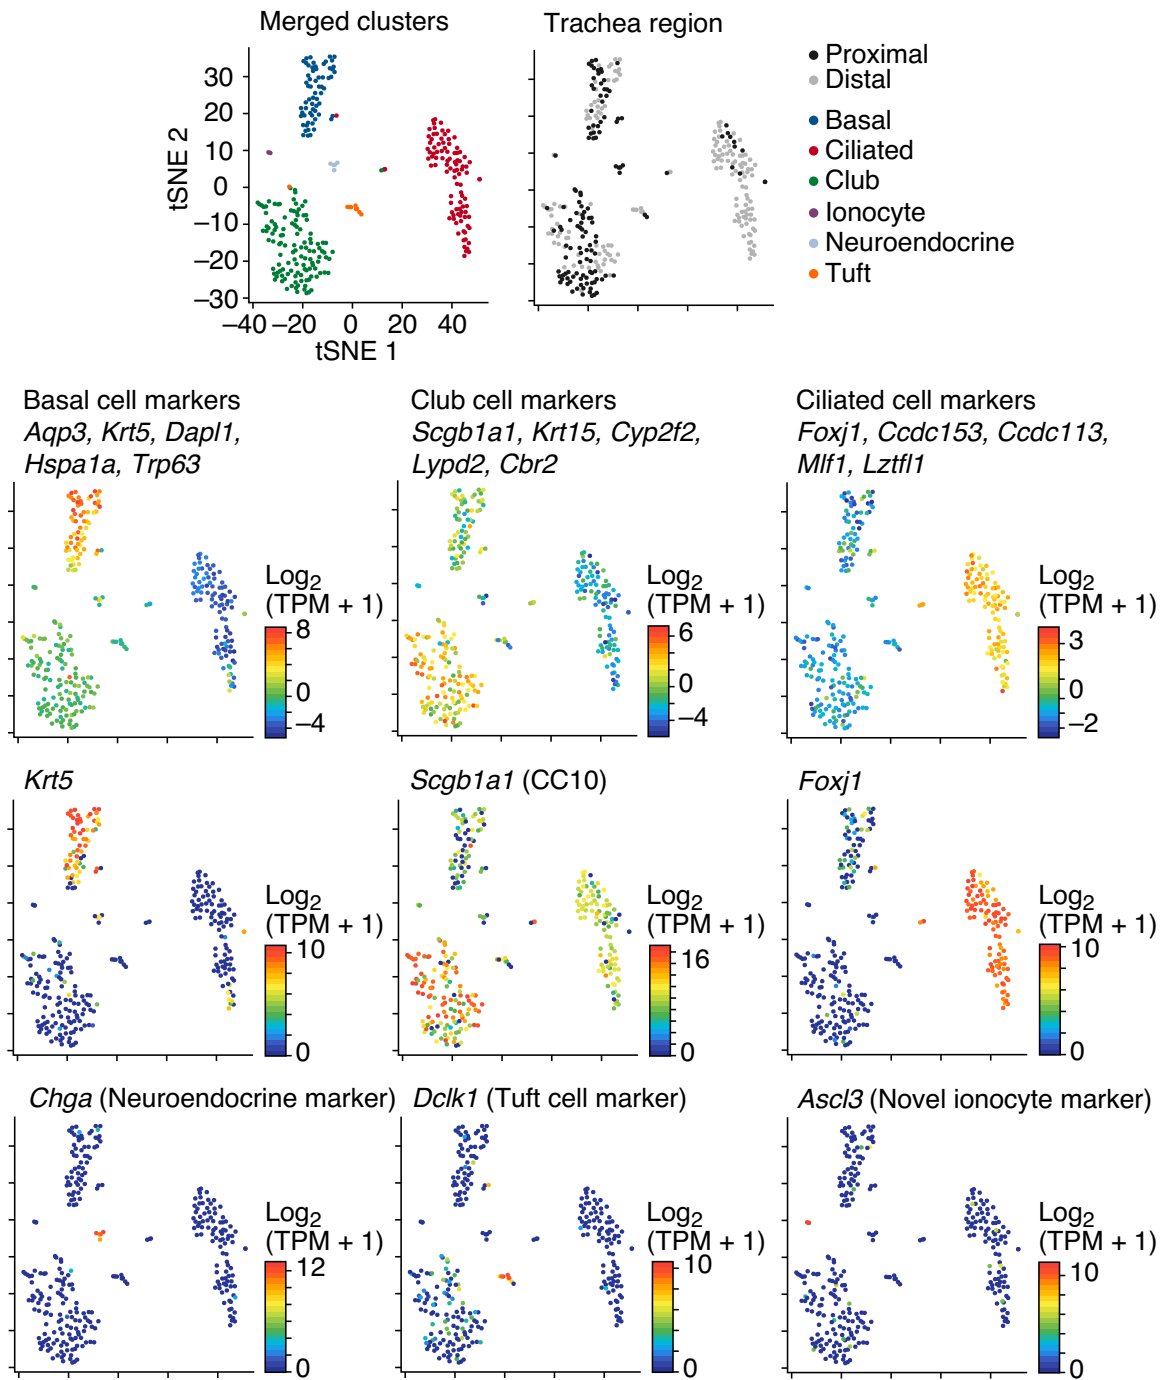 Merged clusters
Trachea region
tSNE 2
30
20
10
0
–10
–20
–30
–40
–20
0
20
40
tSNE 1
Proximal
Distal
Basal
Ciliated
Club
Ionocyte
Neuroendocrine
Tuft
Basal cell markers
Aqp3, Krt5, Dapl1,
Hspa1a, Trp63
Log2
(TPM + 1)
8
0
–4
Club cell markers
Scgb1a1, Krt15, Cyp2f2,
Lypd2, Cbr2
Log2
(TPM + 1)
6
0
–4
Ciliated cell markers
Foxj1, Ccdc153, Ccdc113,
Mlf1, Lztfl1
Log2
(TPM + 1)
3
0
–2
Krt5
Log2
(TPM + 1)
10
0
Scgb1a1 (CC10)
Log2
(TPM + 1)
16
0
Foxj1
Log2
(TPM + 1)
10
0
Chga (Neuroendocrine marker)
Log2
(TPM + 1)
12
0
Dclk1 (Tuft cell marker)
Log2
(TPM + 1)
10
0
Ascl3 (Novel ionocyte marker)
Log2
(TPM + 1)
10
0